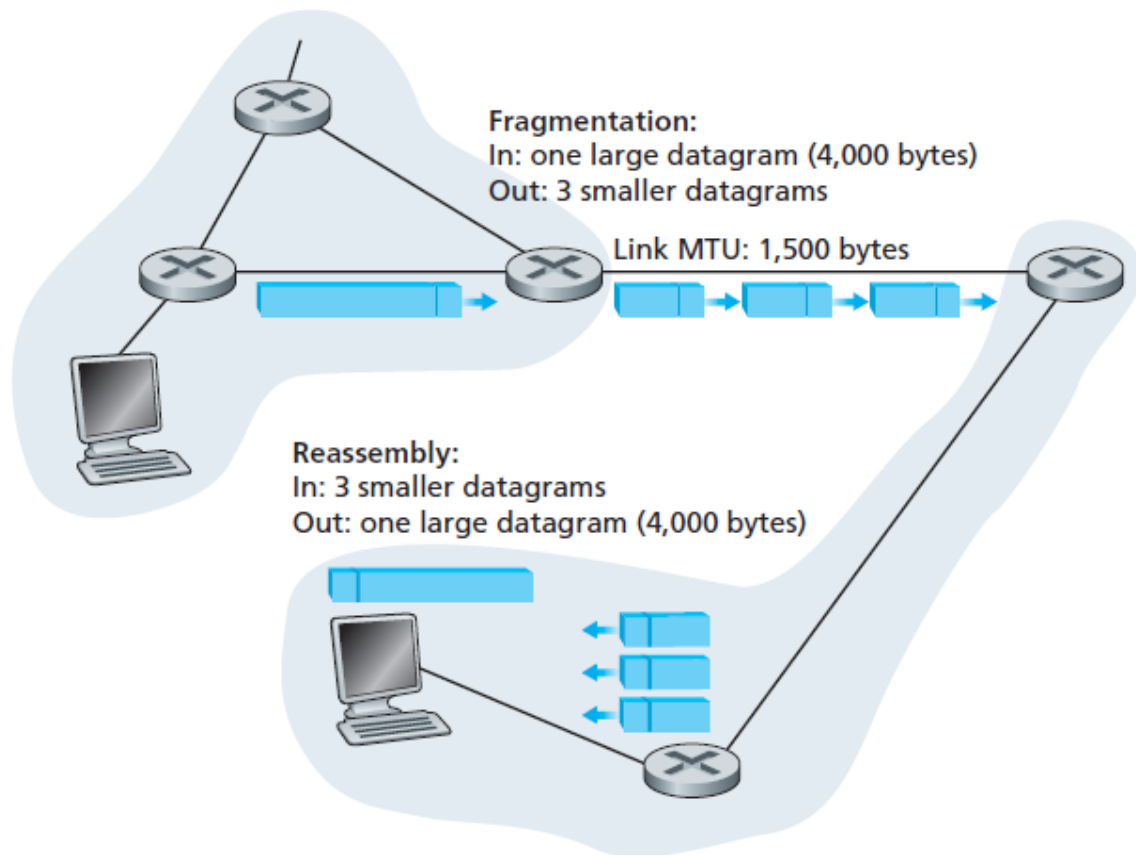 Fragmentation:
In: one large datagram (4,000 bytes)
Out: 3 smaller datagrams
Link MTU: 1,500 bytes
Reassembly:
In: 3 smaller datagrams
Out: one large datagram (4,000 bytes)